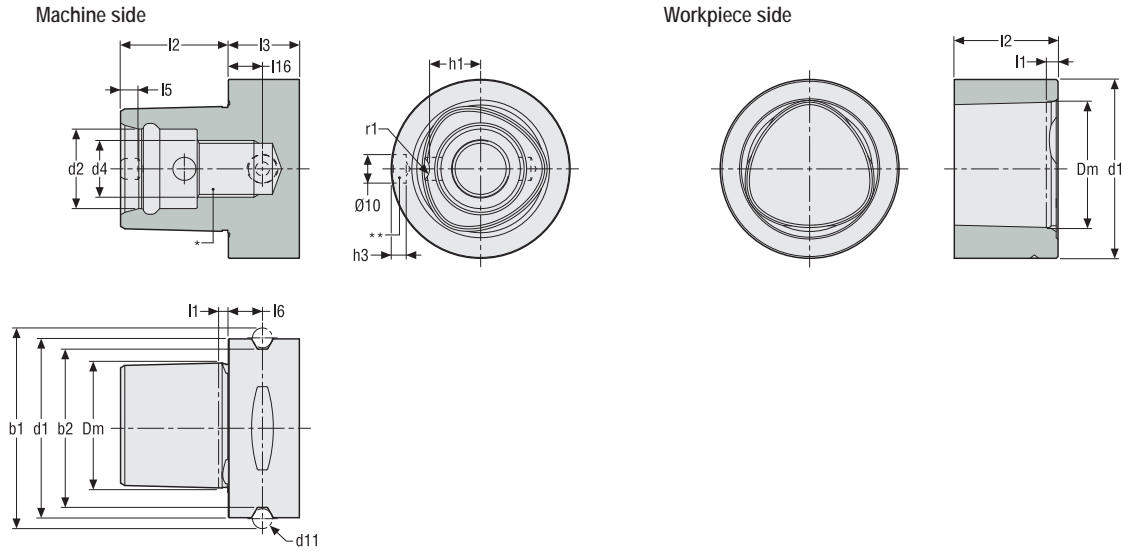 Machine side
Workpiece side
l2
l3
l16
l5
d2
d4
*
h1
r1
Ø10
**
h3
l2
l1
Dm
d1
l1
l6
b1
d1
b2
Dm
d11